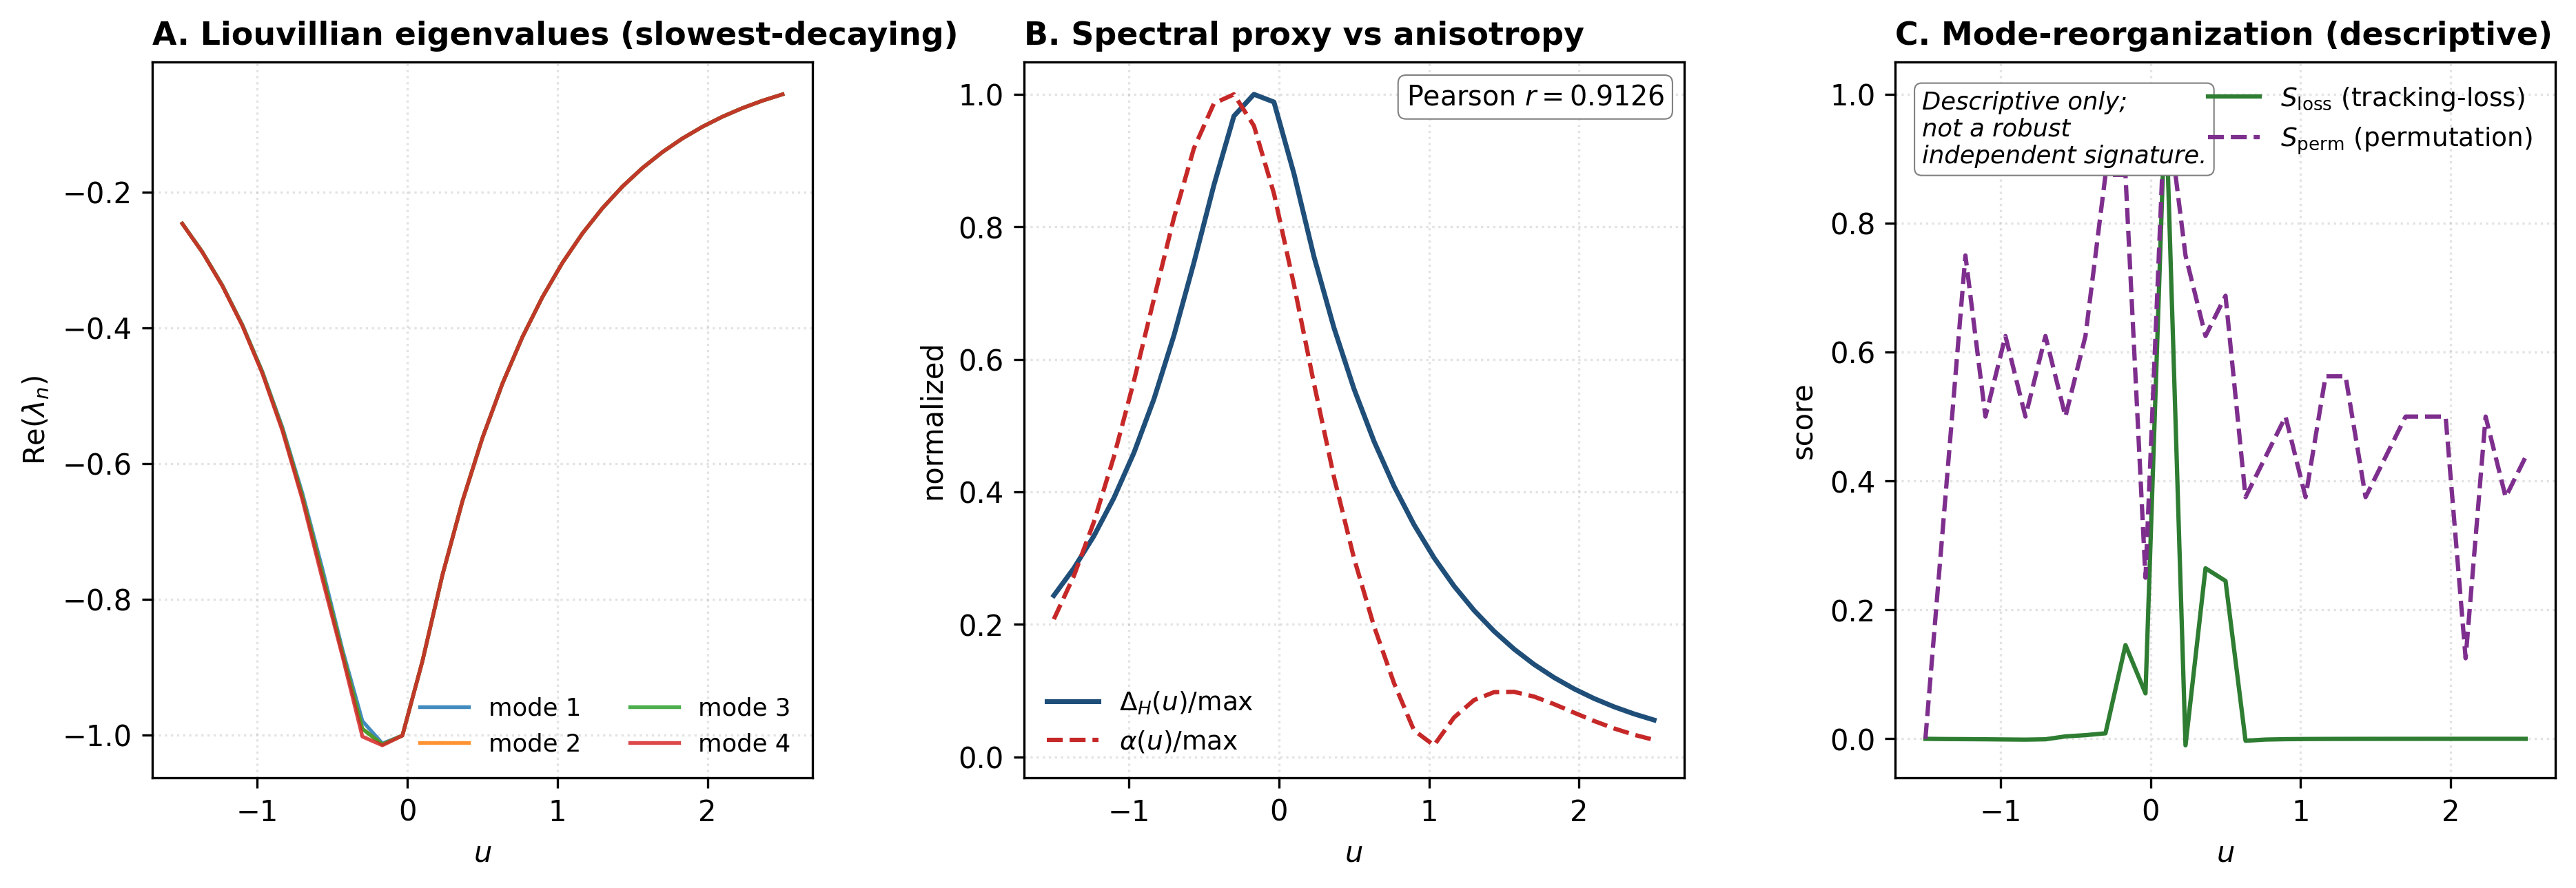 A. Liouvillian eigenvalues (slowest-decaying)
−0.2
−0.4
−0.6
−0.8
−1.0
Re(λₙ)
mode 1
mode 2
mode 3
mode 4
−1 0 1 2
u
B. Spectral proxy vs anisotropy
1.0
0.8
0.6
0.4
0.2
0.0
normalized
Pearson r = 0.9126
Δ_H(u)/max
α(u)/max
−1 0 1 2
u
C. Mode-reorganization (descriptive)
1.0
0.8
0.6
0.4
0.2
0.0
score
Descriptive only;
not a robust
independent signature.
S_loss (tracking-loss)
S_perm (permutation)
−1 0 1 2
u